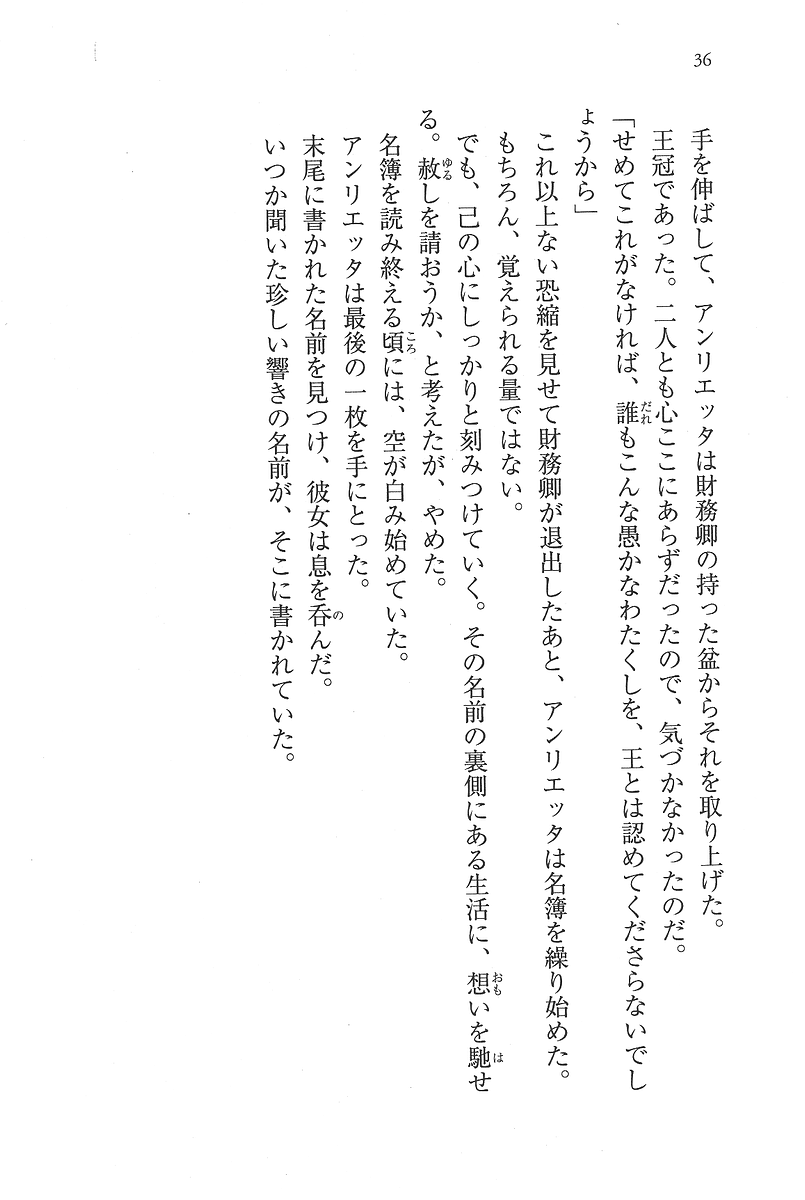 36
手を伸ばして、アンリエッタは財務卿の持った盆からそれを取り上げた。
王冠であった。二人とも心ここにあらずだったので、気づかなかったのだ。
「せめてこれがなければ、誰もこんな愚かなわたくしを、王とは認めてくださらないでし
ょうから」
これ以上ない恐縮を見せて財務卿が退出したあと、アンリエッタは名簿を繰り始めた。
もちろん、覚えられる量ではない。
でも、己の心にしっかりと刻みつけていく。その名前の裏側にある生活に、想いを馳せ
る。赦しを請おうか、と考えたが、やめた。
名簿を読み終える頃には、空が白み始めていた。
アンリエッタは最後の一枚を手にとった。
末尾に書かれた名前を見つけ、彼女は息を呑んだ。
いつか聞いた珍しい響きの名前が、そこに書かれていた。